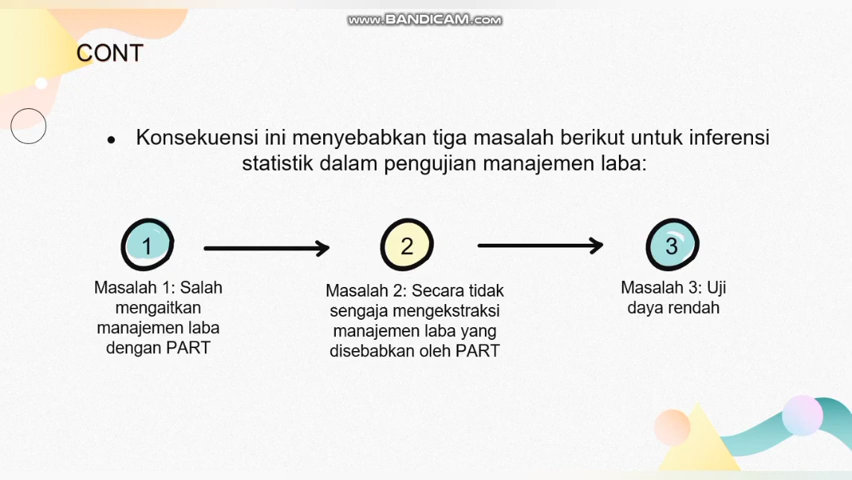 www.BANDICAM.com
CONT
• Konsekuensi ini menyebabkan tiga masalah berikut untuk inferensi
statistik dalam pengujian manajemen laba:
1
2
3
Masalah 1: Salah
mengaitkan
manajemen laba
dengan PART
Masalah 2: Secara tidak
sengaja mengekstraksi
manajemen laba yang
disebabkan oleh PART
Masalah 3: Uji
daya rendah